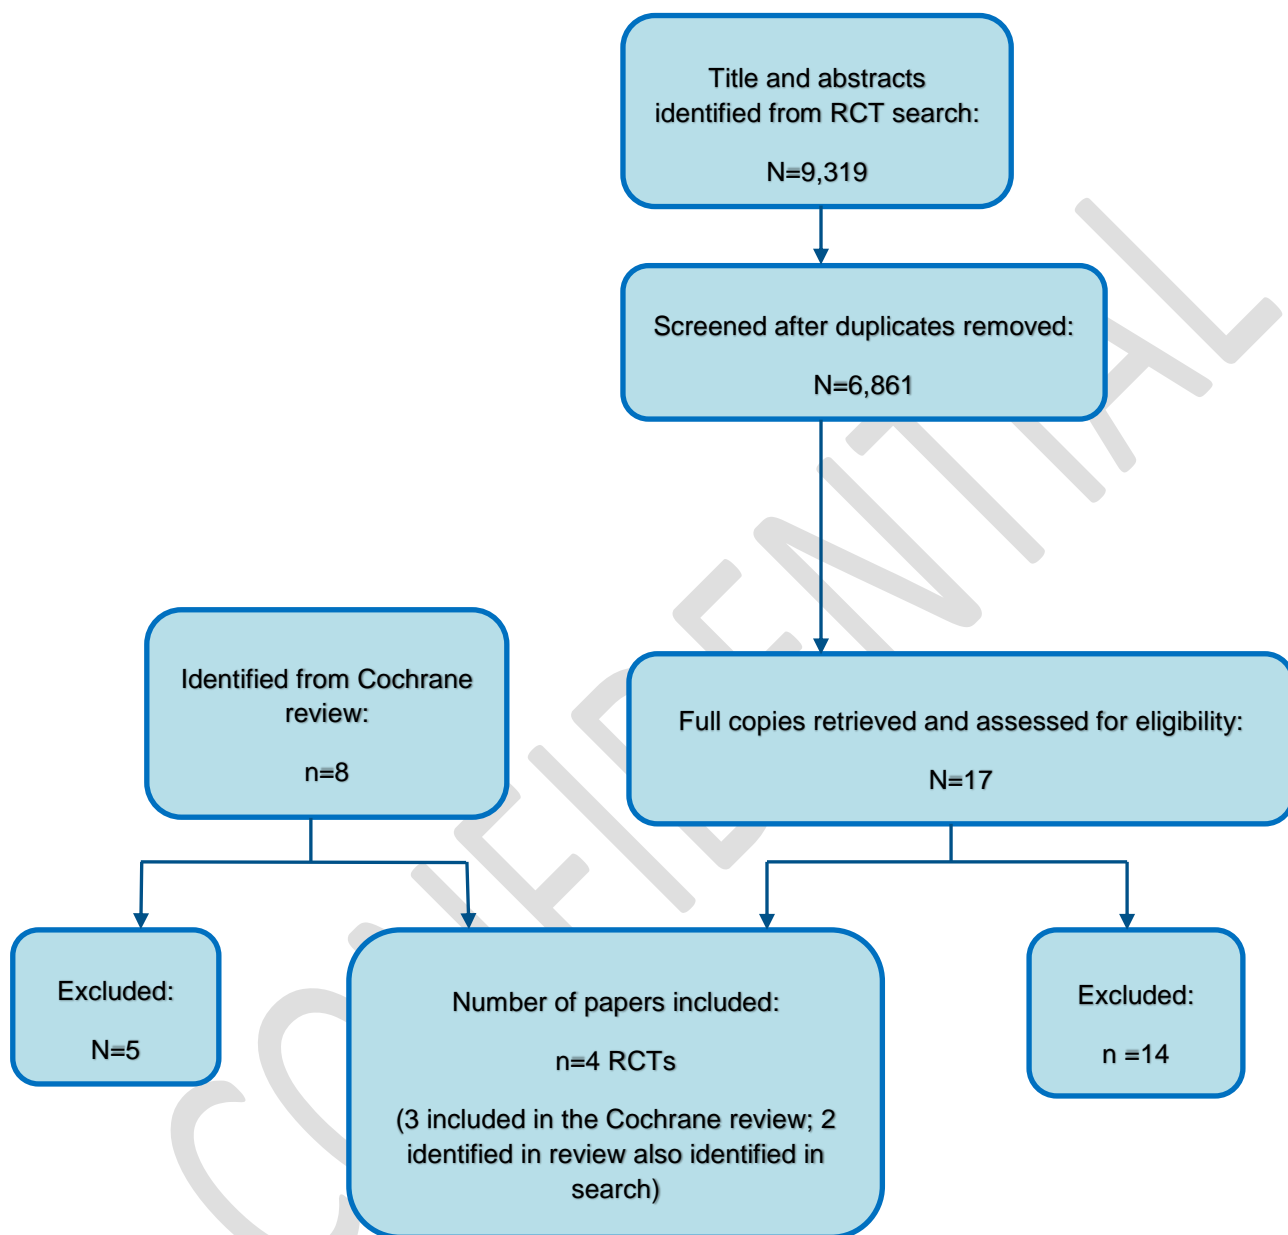 Title and abstracts
identified from RCT search:
N=9,319
Screened after duplicates removed:
N=6,861
Identified from Cochrane
review:
n=8
Full copies retrieved and assessed for eligibility:
N=17
Excluded:
N=5
Number of papers included:
n=4 RCTs
(3 included in the Cochrane review; 2
identified in review also identified in
search)
Excluded:
n =14
CONFIDENTIAL